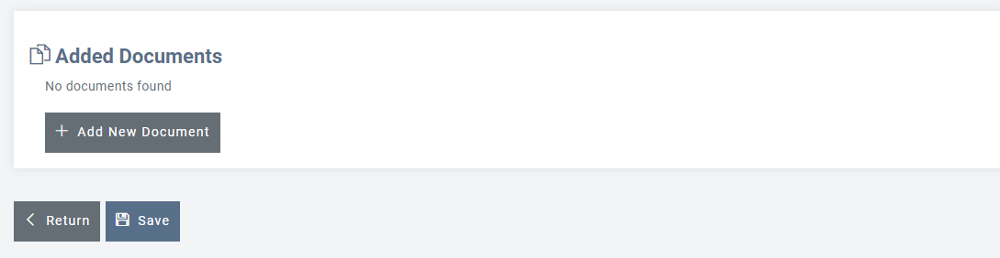 Added Documents
No documents found
Add New Document
Return Save